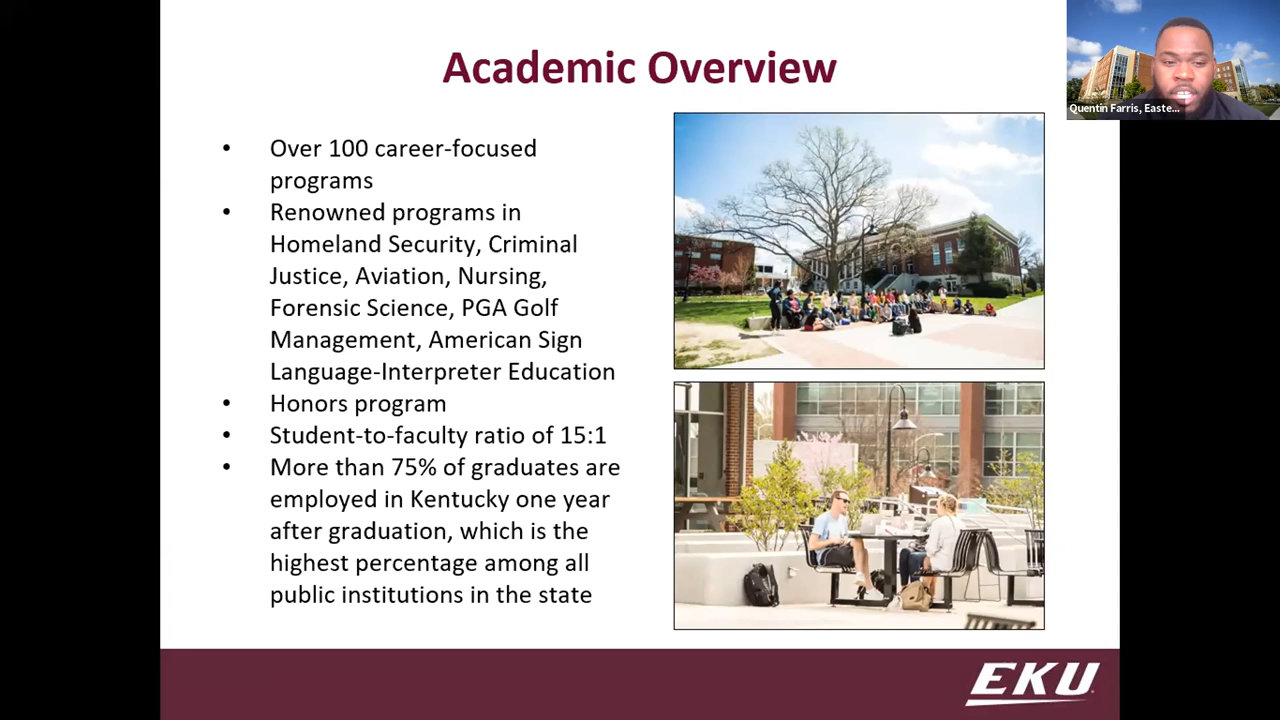 Academic Overview
Quentin Farris, Easte...
• Over 100 career-focused
programs
• Renowned programs in
Homeland Security, Criminal
Justice, Aviation, Nursing,
Forensic Science, PGA Golf
Management, American Sign
Language-Interpreter Education
• Honors program
• Student-to-faculty ratio of 15:1
• More than 75% of graduates are
employed in Kentucky one year
after graduation, which is the
highest percentage among all
public institutions in the state
EKU